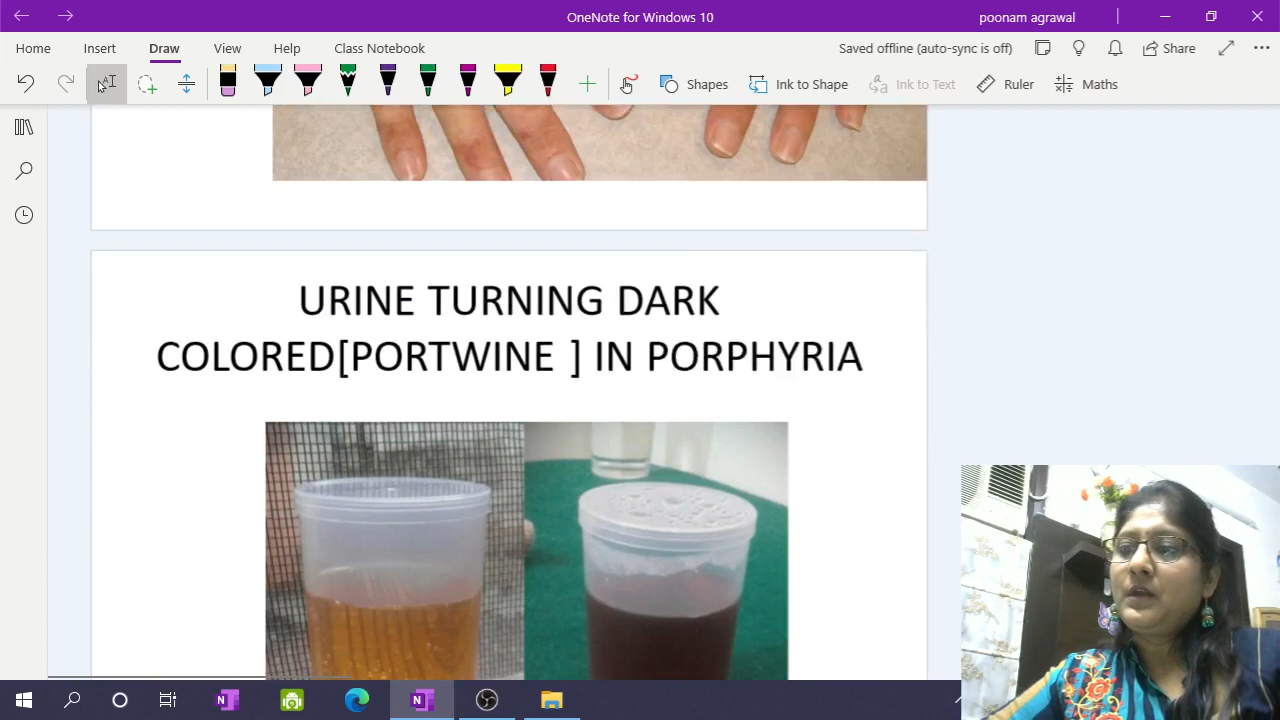 OneNote for Windows 10
poonam agrawal
Home Insert Draw View Help Class Notebook
Saved offline (auto-sync is off)
Share
Shapes
Ink to Shape
Ink to Text
Ruler
Maths
URINE TURNING DARK
COLORED[PORTWINE ] IN PORPHYRIA